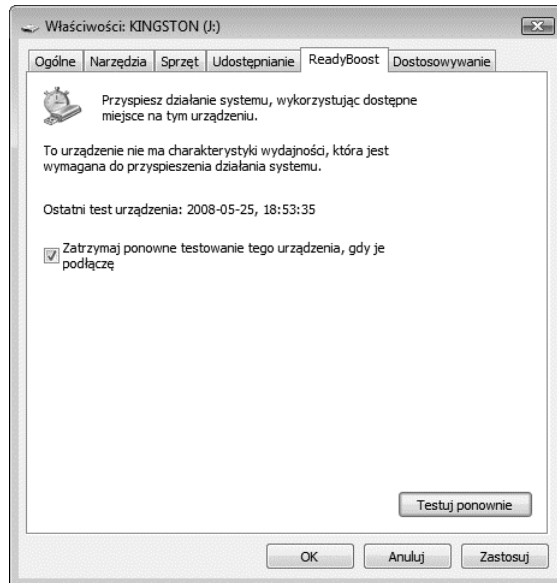 Właściwości: KINGSTON (J:)
Ogólne Narzędzia Sprzęt Udostępnianie ReadyBoost Dostosowywanie
Przyspiesz działanie systemu, wykorzystując dostępne
miejsce na tym urządzeniu.
To urządzenie nie ma charakterystyki wydajności, która jest
wymagana do przyspieszenia działania systemu.
Ostatni test urządzenia: 2008-05-25, 18:53:35
Zatrzymaj ponowne testowanie tego urządzenia, gdy je
podłączę
Testuj ponownie
OK Anuluj Zastosuj